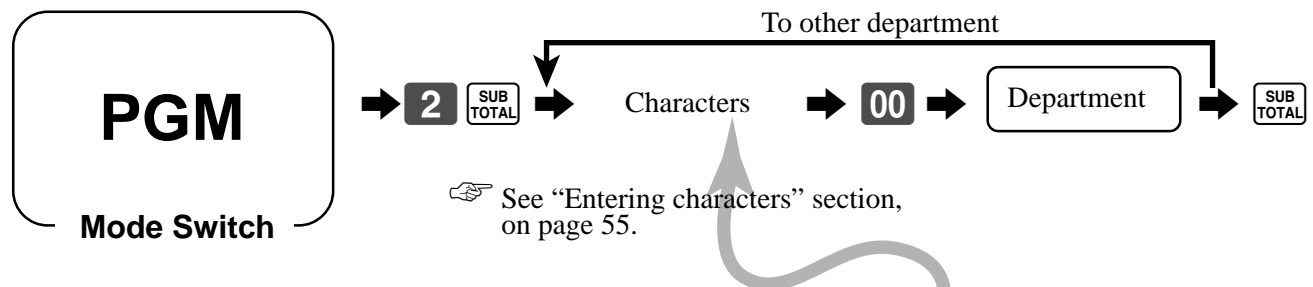 To other department
PGM
2 SUB TOTAL Characters 00 Department SUB TOTAL
☞ See “Entering characters” section,
on page 55.
Mode Switch